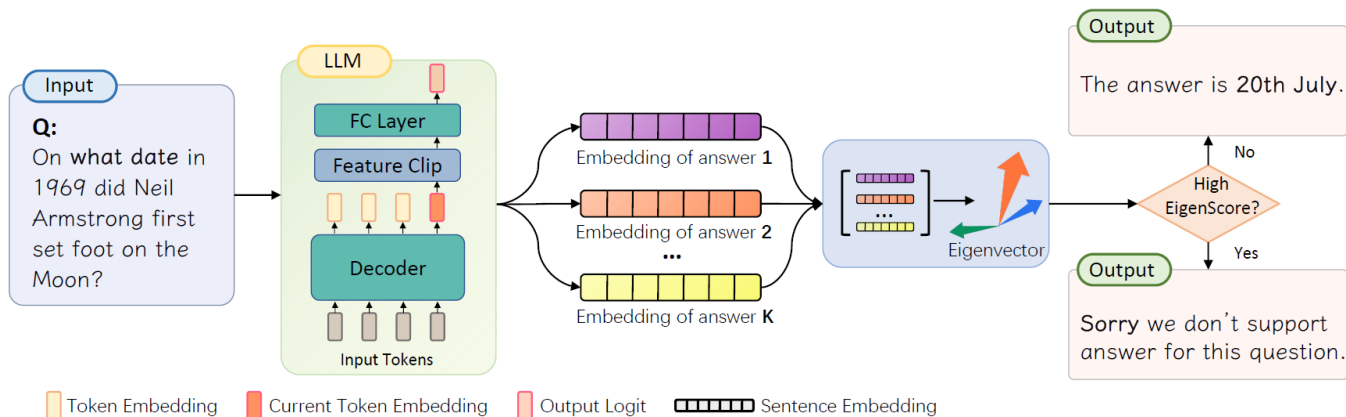 Input
Q:
On what date in
1969 did Neil
Armstrong first
set foot on the
Moon?
LLM
FC Layer
Feature Clip
Decoder
Input Tokens
Embedding of answer 1
Embedding of answer 2
...
Embedding of answer K
...
Eigenvector
High
EigenScore?
No
Yes
Output
The answer is 20th July.
Output
Sorry we don't support
answer for this question.
Token Embedding
Current Token Embedding
Output Logit
Sentence Embedding